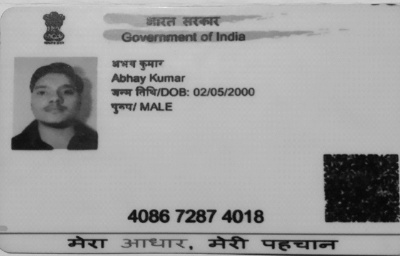 भारत सरकार
Government of India
अभय कुमार
Abhay Kumar
जन्म तिथि/DOB: 02/05/2000
पुरुष/ MALE
4086 7287 4018
मेरा आधार, मेरी पहचान